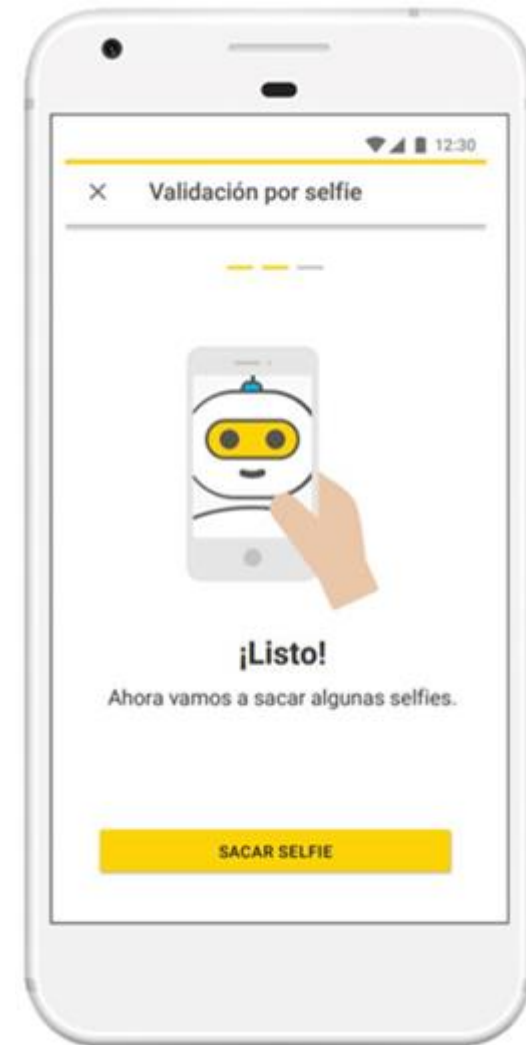 12:30
Validación por selfie
¡Listo!
Ahora vamos a sacar algunas selfies.
SACAR SELFIE